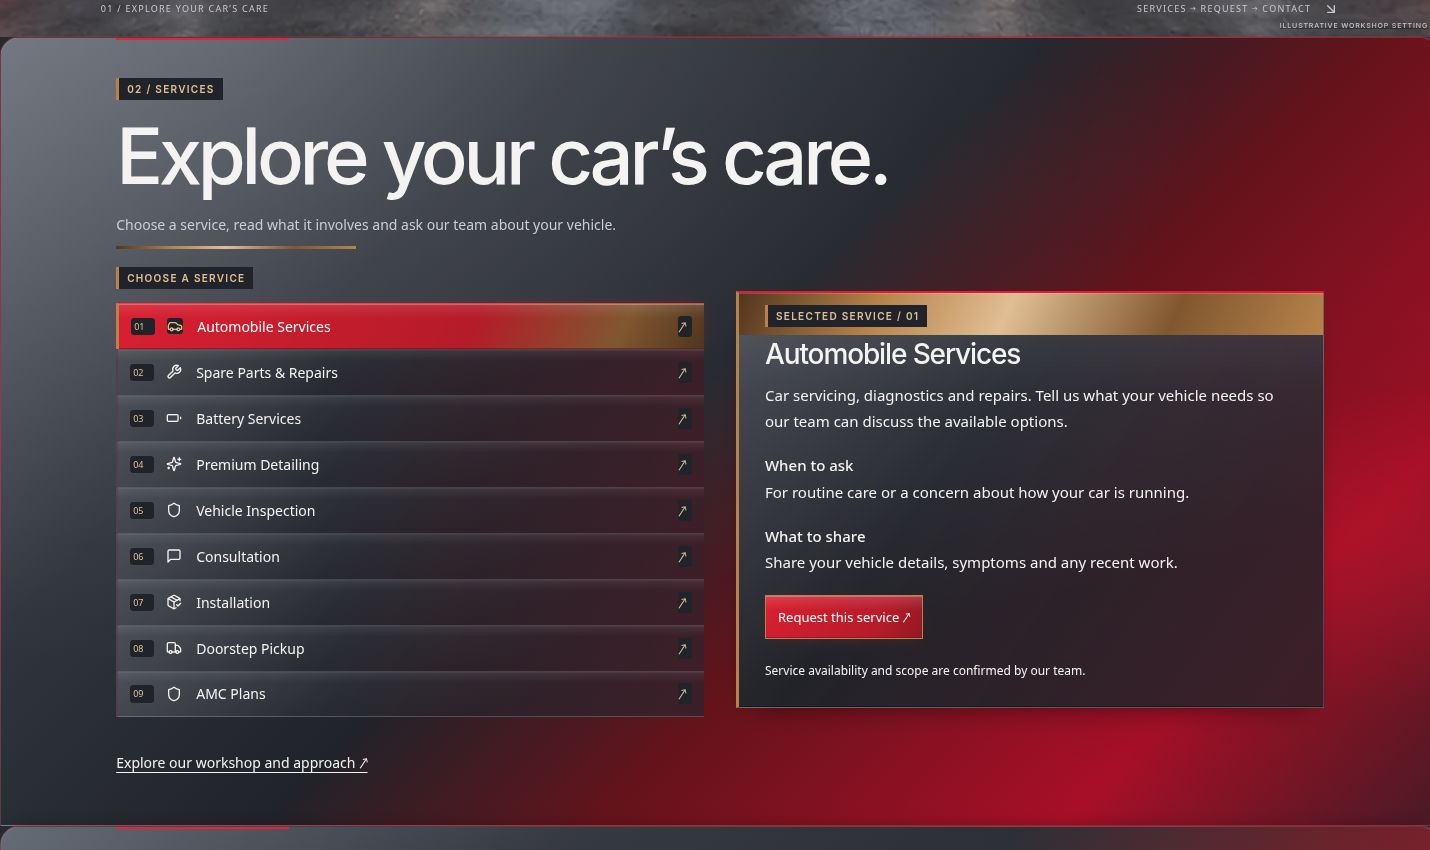 01 / EXPLORE YOUR CAR’S CARE
SERVICES → REQUEST → CONTACT ↘
ILLUSTRATIVE WORKSHOP SETTING
02 / SERVICES
Explore your car’s care.
Choose a service, read what it involves and ask our team about your vehicle.
CHOOSE A SERVICE
01 Automobile Services ↗
02 Spare Parts & Repairs ↗
03 Battery Services ↗
04 Premium Detailing ↗
05 Vehicle Inspection ↗
06 Consultation ↗
07 Installation ↗
08 Doorstep Pickup ↗
09 AMC Plans ↗
Explore our workshop and approach ↗
SELECTED SERVICE / 01
Automobile Services
Car servicing, diagnostics and repairs. Tell us what your vehicle needs so
our team can discuss the available options.
When to ask
For routine care or a concern about how your car is running.
What to share
Share your vehicle details, symptoms and any recent work.
Request this service ↗
Service availability and scope are confirmed by our team.